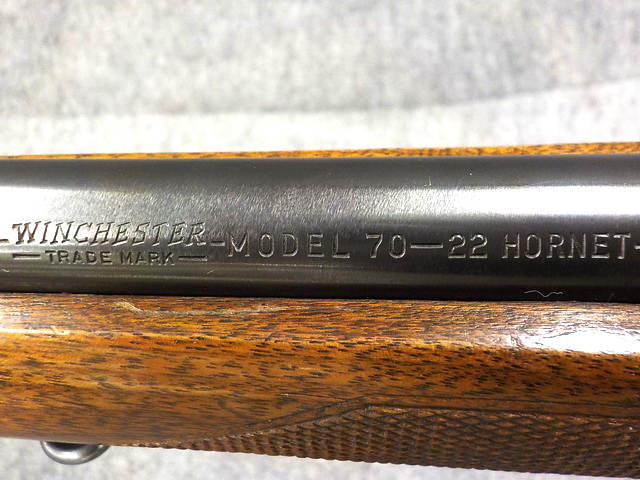 -WINCHESTER-MODEL 70—22 HORNET-
—TRADE MARK—